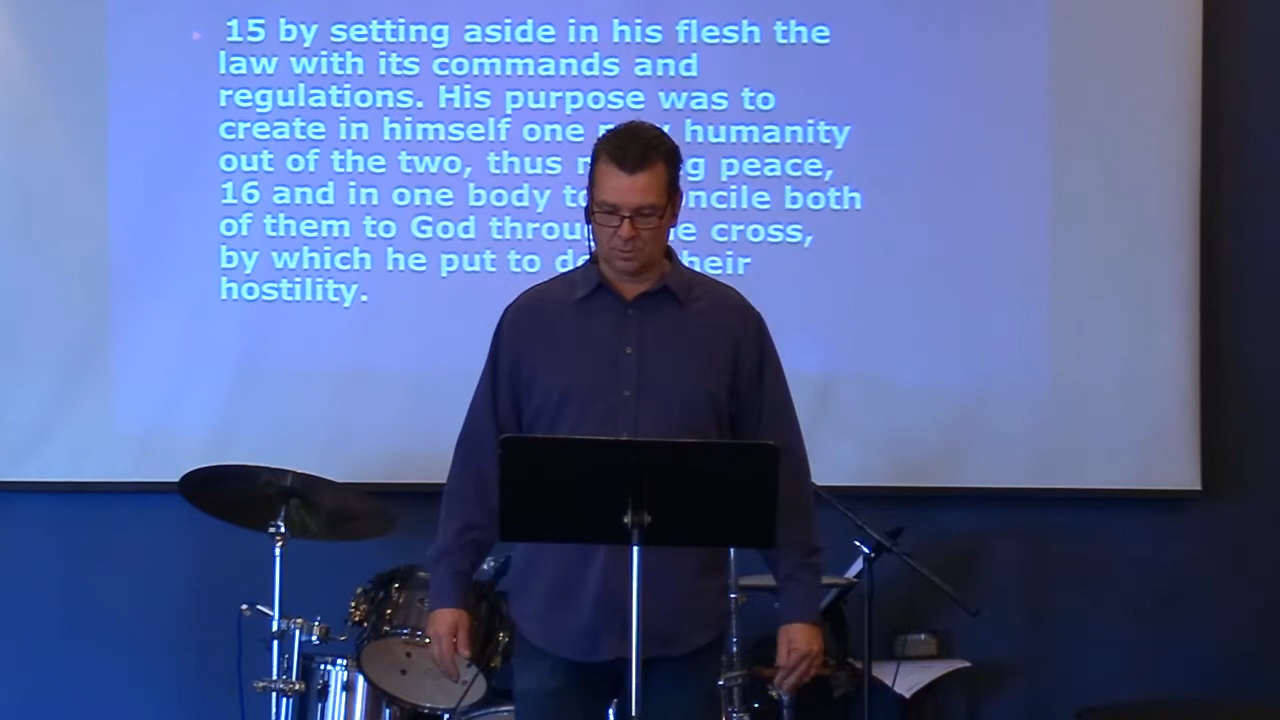 15 by setting aside in his flesh the
law with its commands and
regulations. His purpose was to
create in himself one humanity
out of the two, thus peace,
16 and in one body both
of them to God cross,
by which he put to their
hostility.